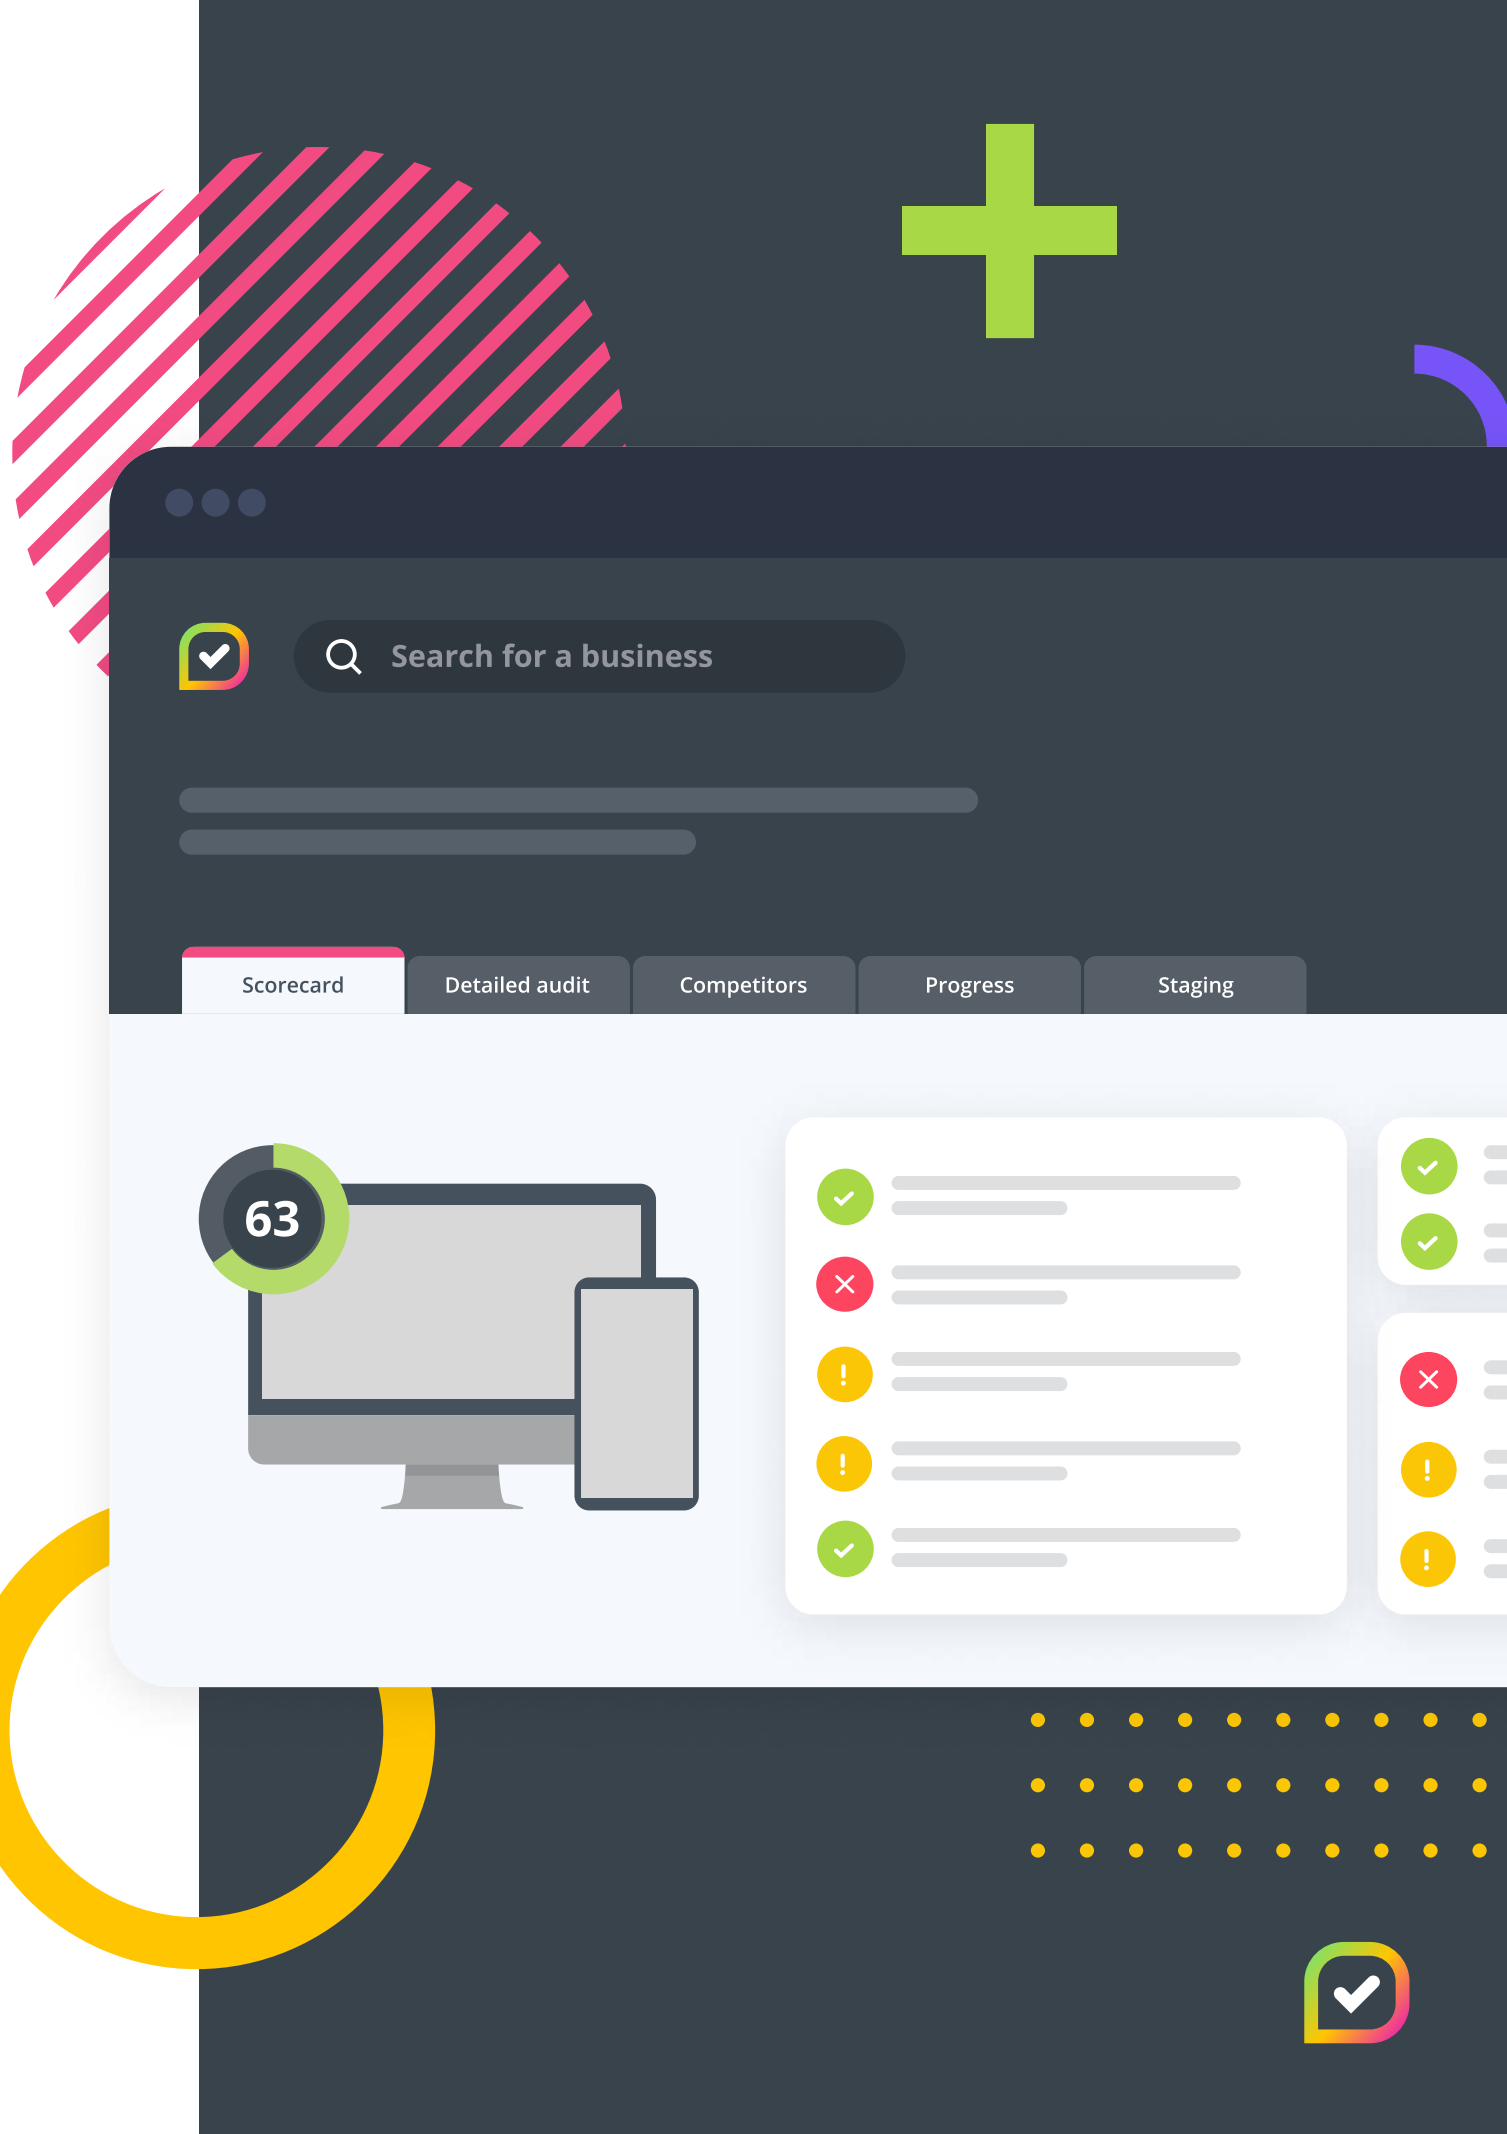 Search for a business
Scorecard
Detailed audit
Competitors
Progress
Staging
63